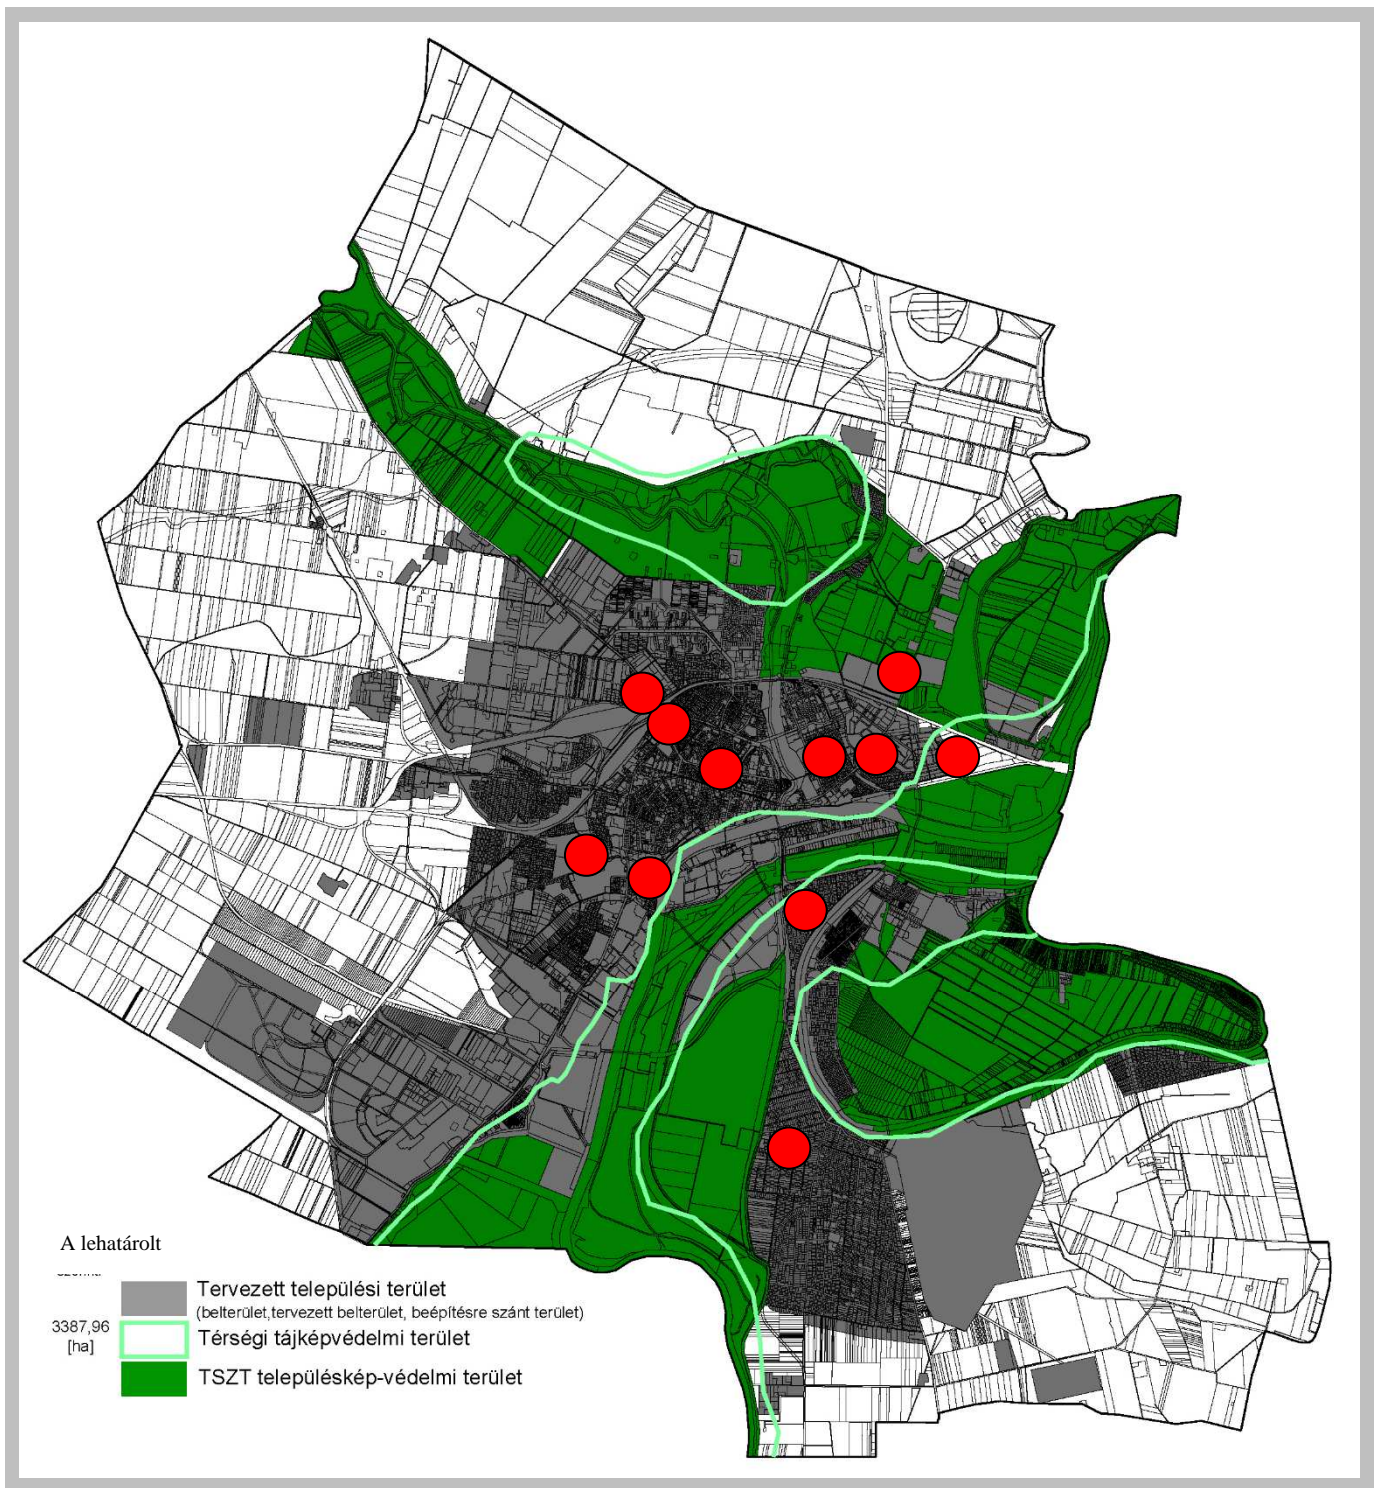 A lehatárolt
Tervezett települési terület
(belterület,tervezett belterület, beépítésre szánt terület)
3387,96
[ha]
Térségi tájképvédelmi terület
TSZT településkép-védelmi terület